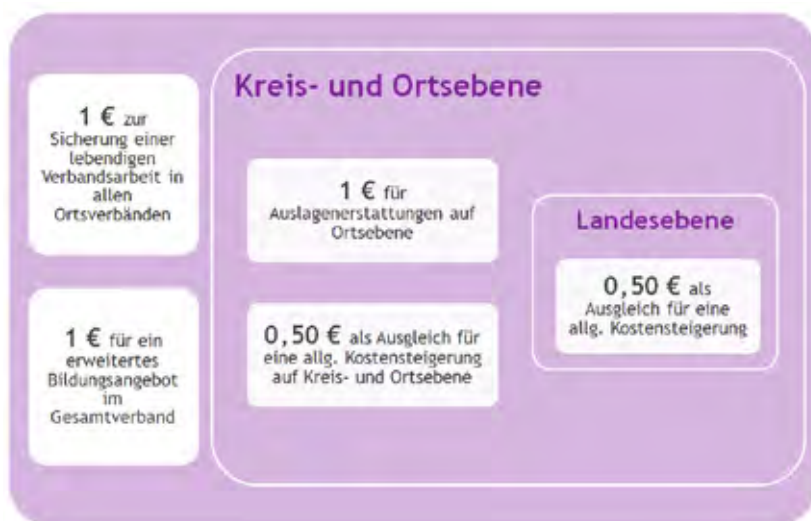 1 € zur
Sicherung einer
lebendigen
Verbandsarbeit in
allen
Ortsverbänden
1 € für ein
erweitertes
Bildungsangebot
im
Gesamtverband
Kreis- und Ortsebene
1 € für
Auslagenerstattungen auf
Ortsebene
0,50 € als Ausgleich für
eine allg. Kostensteigerung
auf Kreis- und Ortsebene
Landesebene
0,50 € als
Ausgleich für eine
allg. Kostensteigerung